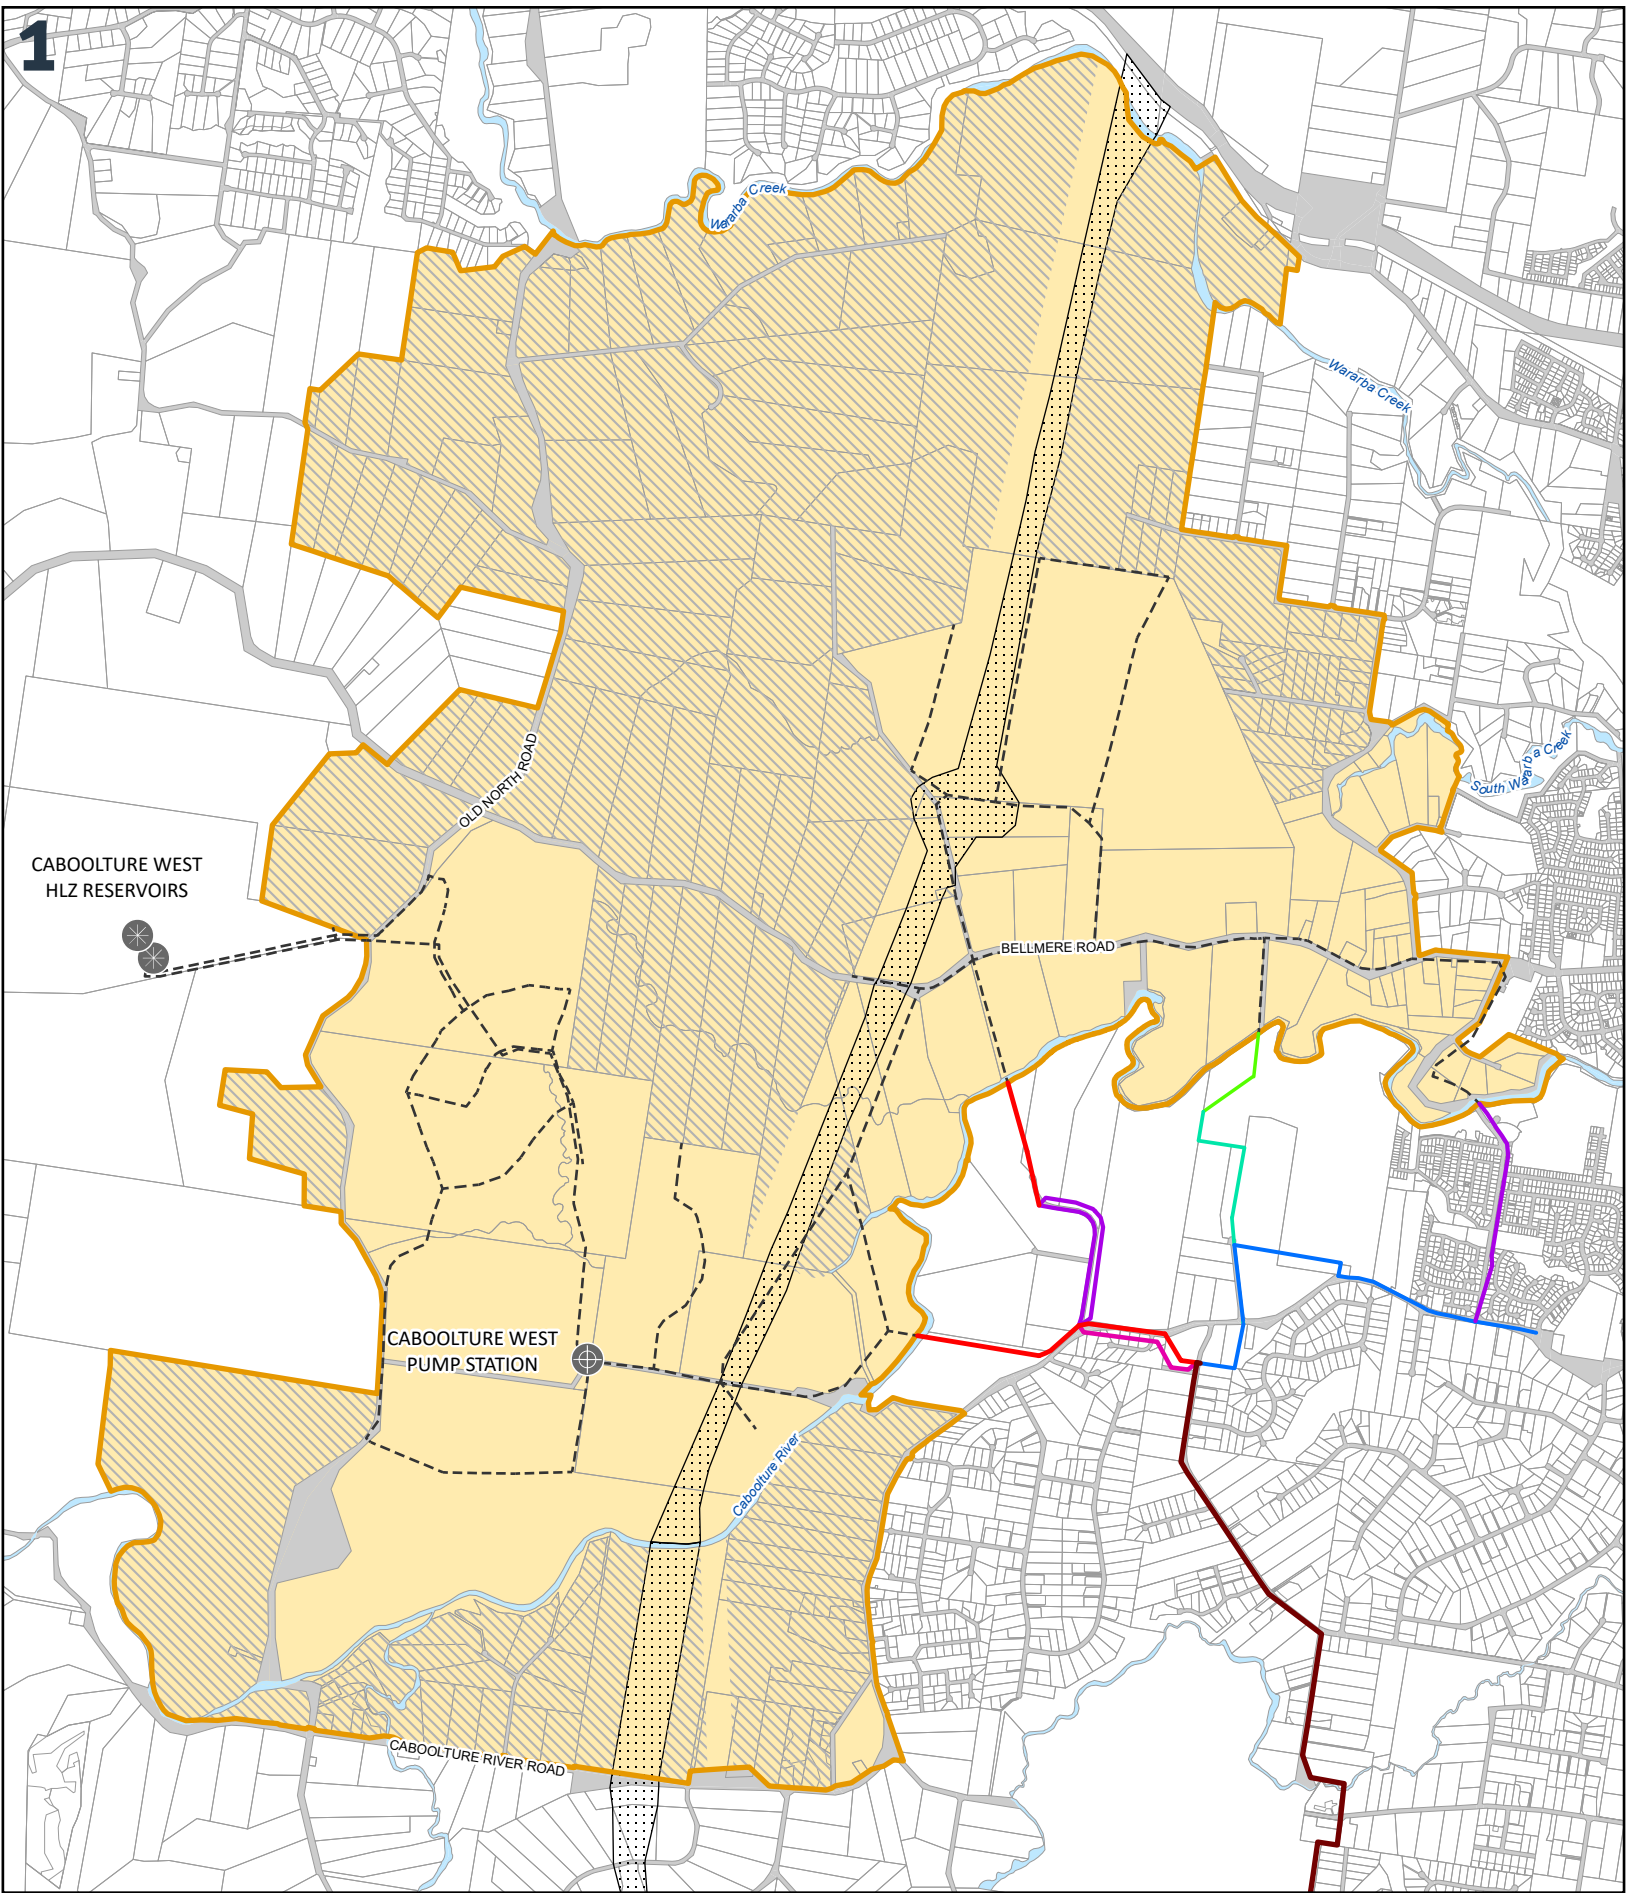 1
Wararba Creek
Wararba Creek
OLD NORTH ROAD
South Wararba Creek
CABOOLTURE WEST
HLZ RESERVOIRS
BELLMERE ROAD
CABOOLTURE WEST
PUMP STATION
Caboolture River
CABOOLTURE RIVER ROAD